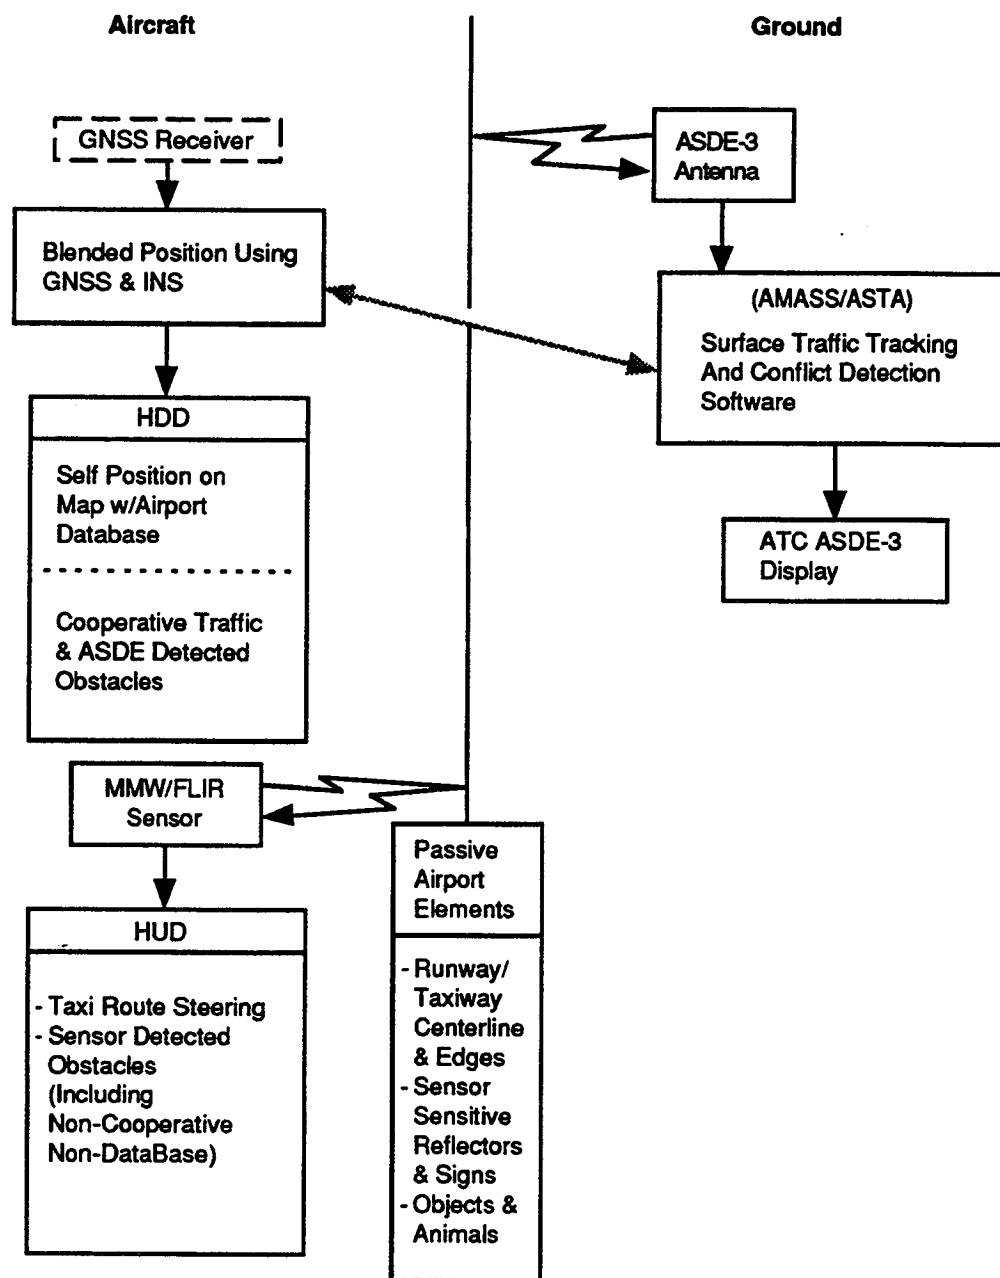 Aircraft
Ground
GNSS Receiver
ASDE-3
Antenna
Blended Position Using
GNSS & INS
(AMASS/ASTA)
Surface Traffic Tracking
And Conflict Detection
Software
HDD
Self Position on
Map w/Airport
Database
Cooperative Traffic
& ASDE Detected
Obstacles
ATC ASDE-3
Display
MMW/FLIR
Sensor
Passive
Airport
Elements
HUD
- Taxi Route Steering
- Sensor Detected
Obstacles
(Including
Non-Cooperative
Non-DataBase)
- Runway/
Taxiway
Centerline
& Edges
- Sensor
Sensitive
Reflectors
& Signs
- Objects &
Animals